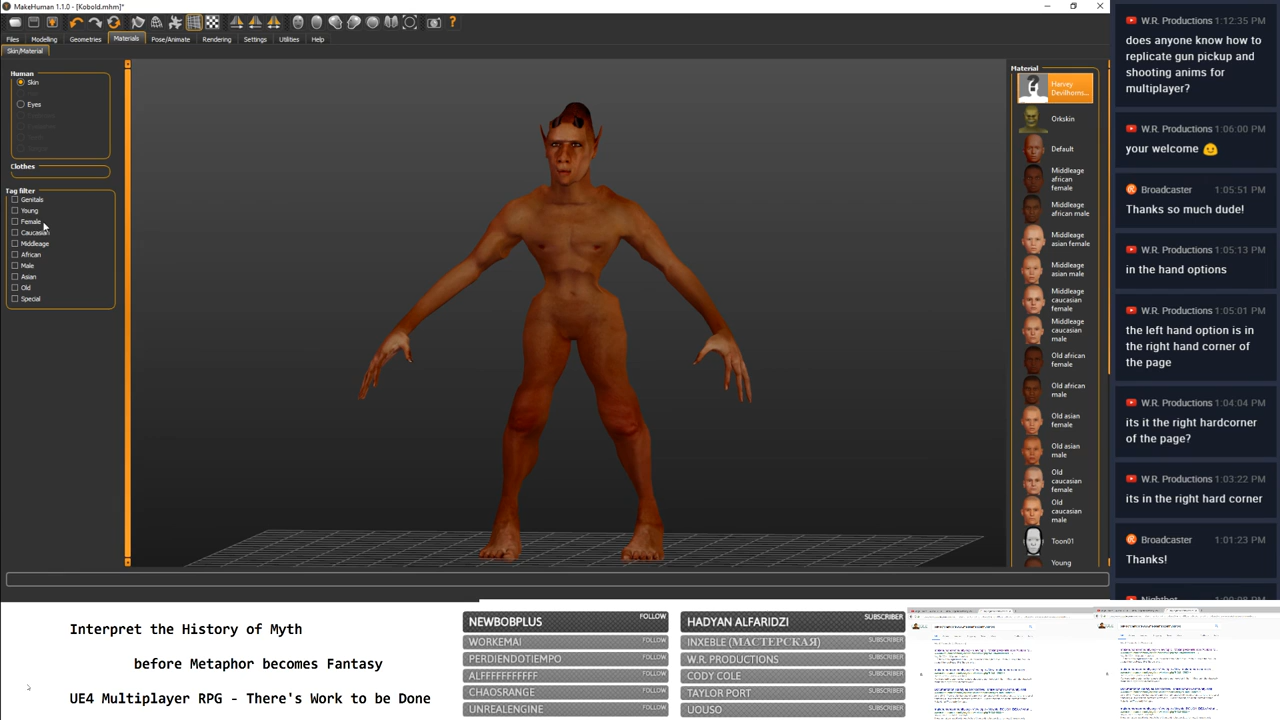 MakeHuman 1.1.0 - [Kobold.mhm]
Files Modelling Geometries Materials Pose/Animate Rendering Settings Utilities Help
Skin/Material
Human
Skin
Eyes
Clothes
Tag filter
Genitals
Young
Female
Caucasian
Middleage
African
Male
Asian
Old
Special
Material
Harvey
Devilhorns...
Orkskin
Default
Middleage
african
female
Middleage
african male
Middleage
asian female
Middleage
asian male
Middleage
caucasian
female
Middleage
caucasian
male
Old african
female
Old african
male
Old asian
female
Old asian
male
Old
caucasian
female
Old
caucasian
male
Toon01
Young
W.R. Productions 1:12:35 PM
does anyone know how to
replicate gun pickup and
shooting anims for
multiplayer?
W.R. Productions 1:06:00 PM
your welcome
Broadcaster 1:05:51 PM
Thanks so much dude!
W.R. Productions 1:05:13 PM
in the hand options
W.R. Productions 1:05:01 PM
the left hand option is in
the right hand corner of
the page
W.R. Productions 1:04:04 PM
its it the right hardcorner
of the page?
W.R. Productions 1:03:22 PM
its in the right hard corner
Broadcaster 1:01:23 PM
Thanks!
Interpret the History of Yin
before Metaphor Divines Fantasy
UE4 Multiplayer RPG - Animals Work to be Done
NEWBOBPLUS FOLLOW
WORKEMAI FOLLOW
PERDIENDOTIEMPO FOLLOW
ALFFFFFFFFFF FOLLOW
CHAOSRANGE FOLLOW
UNREALENGINE FOLLOW
HADYAN ALFARIDZI SUBSCRIBER
INXEBLE (МАСТЕРСКАЯ) SUBSCRIBER
W.R. PRODUCTIONS SUBSCRIBER
CODY COLE SUBSCRIBER
TAYLOR PORT SUBSCRIBER
UOUSO SUBSCRIBER